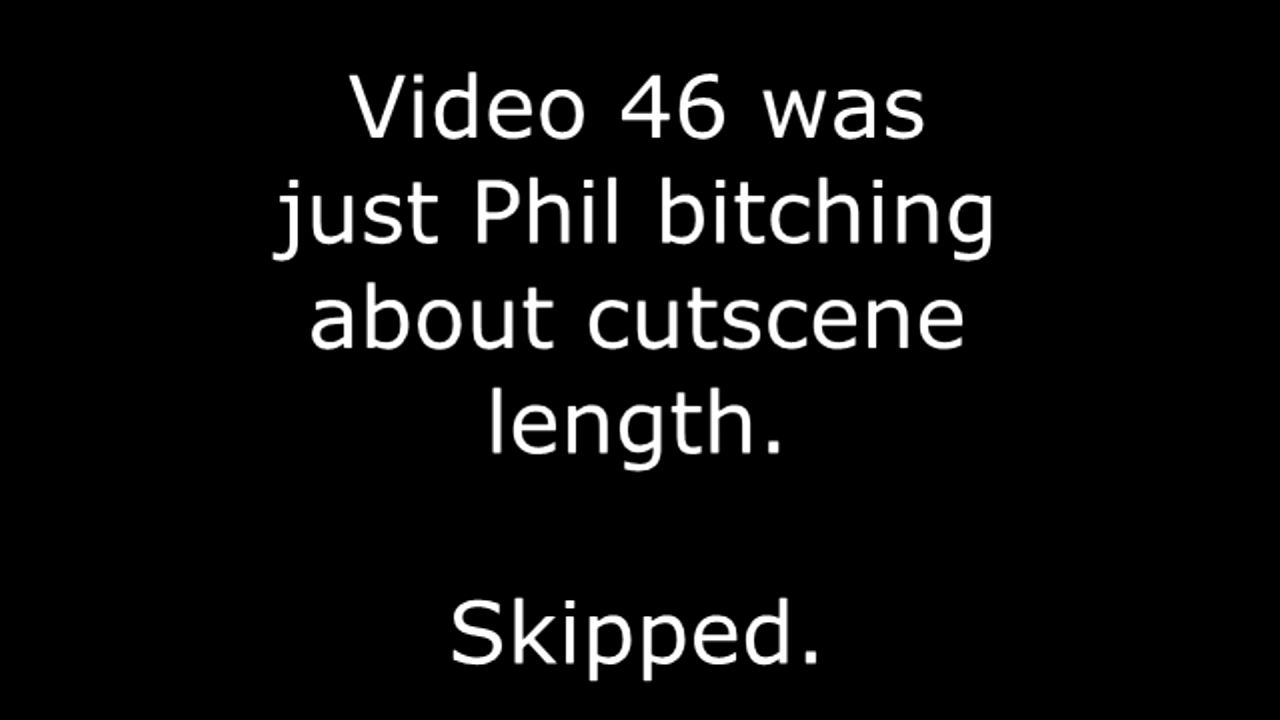 Video 46 was
just Phil bitching
about cutscene
length.
Skipped.